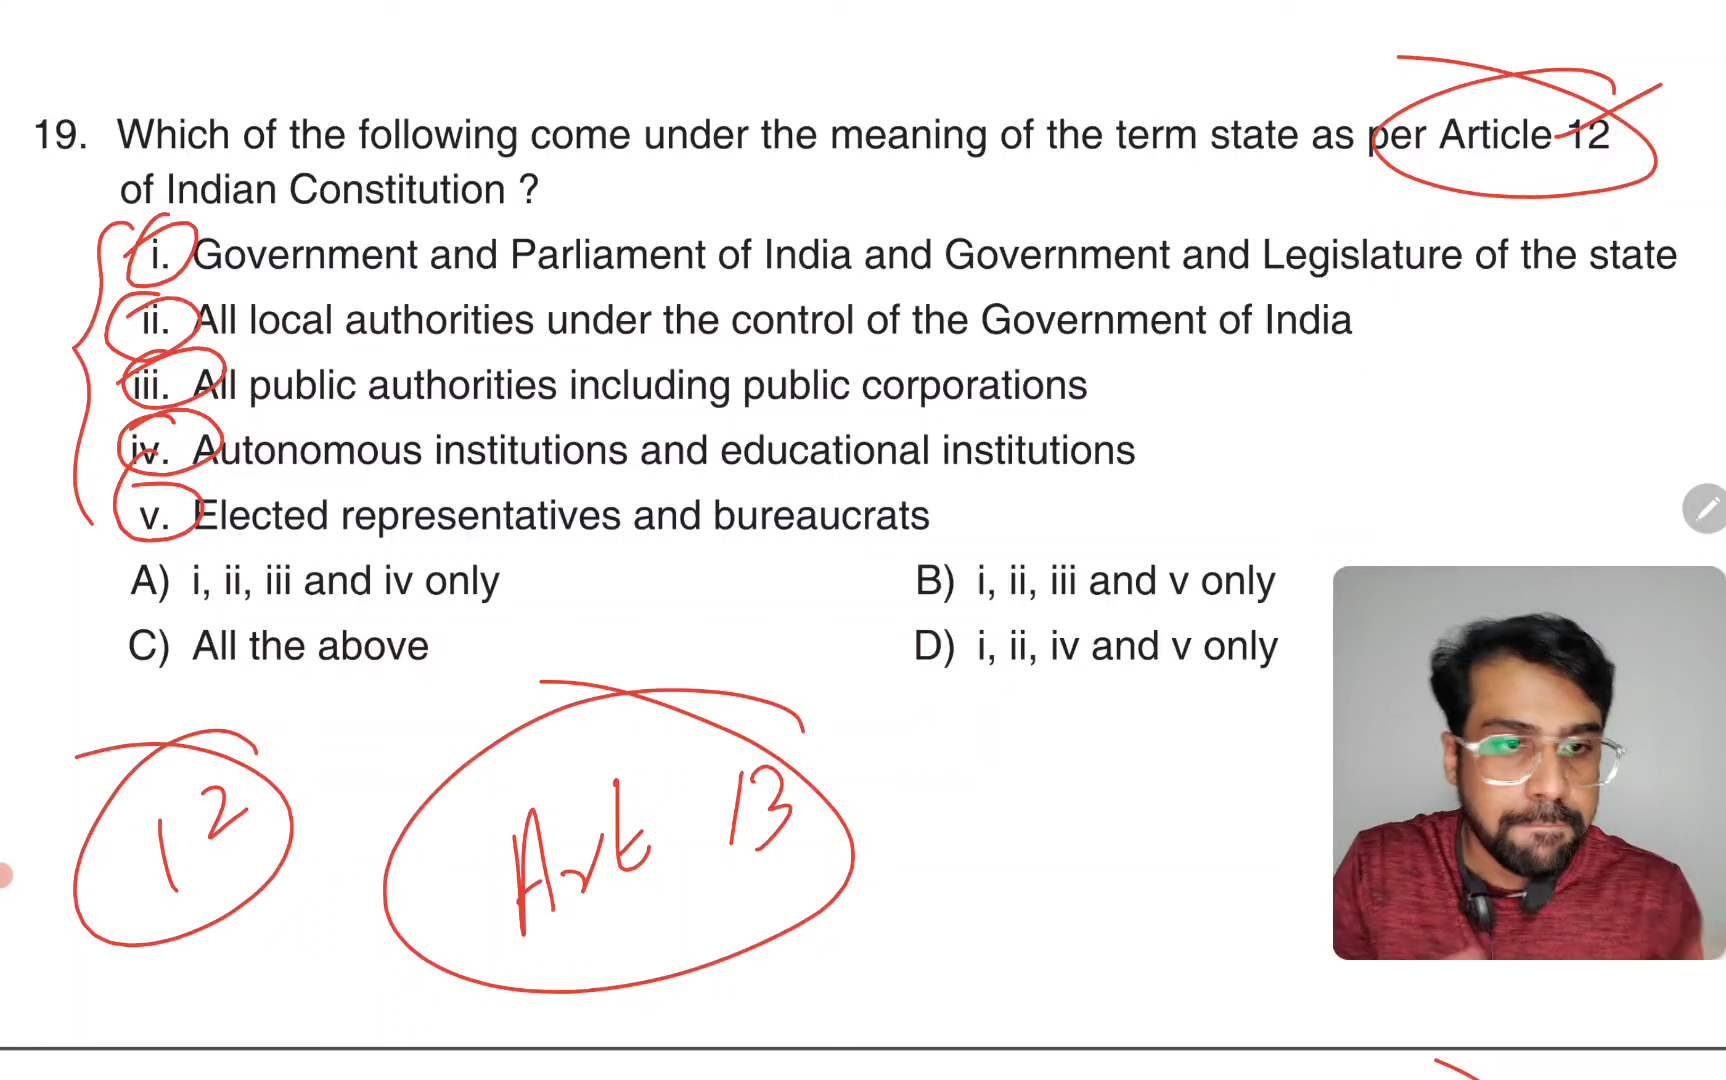 19. Which of the following come under the meaning of the term state as per Article 12
of Indian Constitution ?
i. Government and Parliament of India and Government and Legislature of the state
ii. All local authorities under the control of the Government of India
iii. All public authorities including public corporations
iv. Autonomous institutions and educational institutions
v. Elected representatives and bureaucrats
A) i, ii, iii and iv only
B) i, ii, iii and v only
C) All the above
D) i, ii, iv and v only
12
Art 13